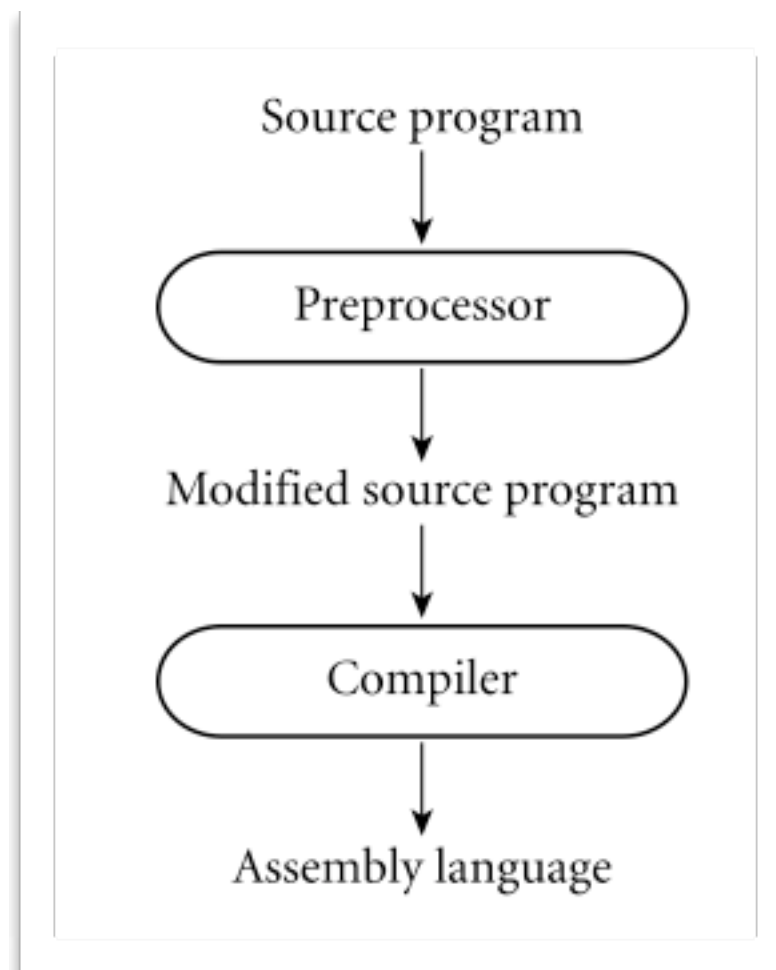 Source program
Preprocessor
Modified source program
Compiler
Assembly language